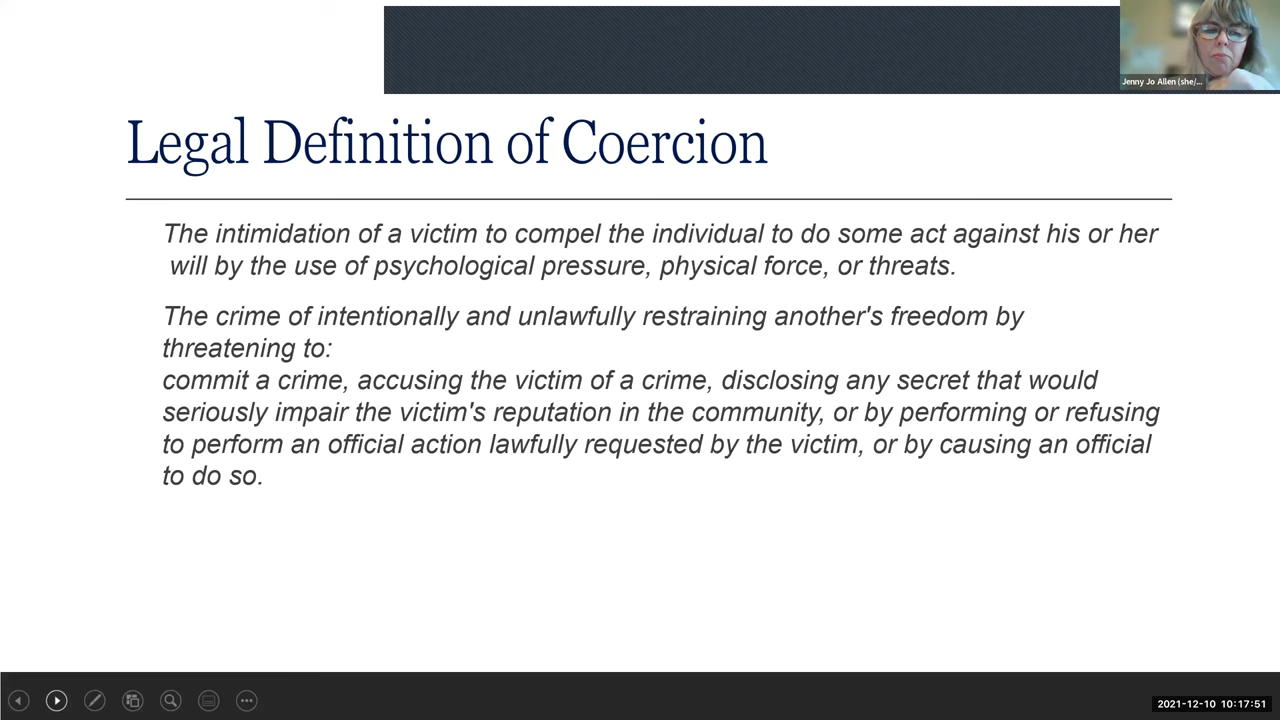 Jenny Jo Allen (she/...
Legal Definition of Coercion
The intimidation of a victim to compel the individual to do some act against his or her
will by the use of psychological pressure, physical force, or threats.
The crime of intentionally and unlawfully restraining another's freedom by
threatening to:
commit a crime, accusing the victim of a crime, disclosing any secret that would
seriously impair the victim's reputation in the community, or by performing or refusing
to perform an official action lawfully requested by the victim, or by causing an official
to do so.
2021-12-10 10:17:51